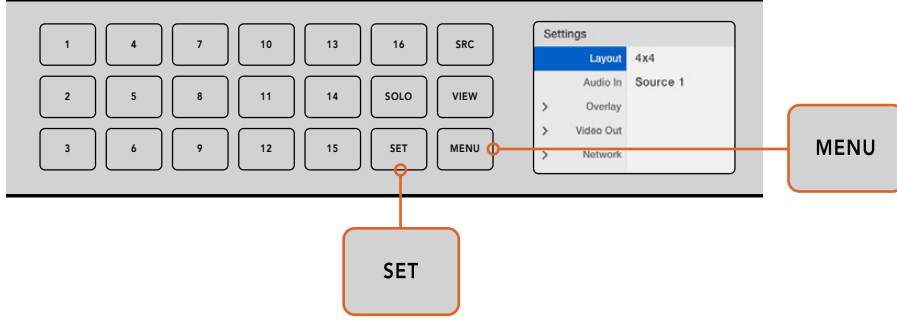 1 4 7 10 13 16 SRC
2 5 8 11 14 SOLO VIEW
3 6 9 12 15 SET MENU
Settings
Layout 4x4
Audio In Source 1
> Overlay
> Video Out
> Network
MENU
SET